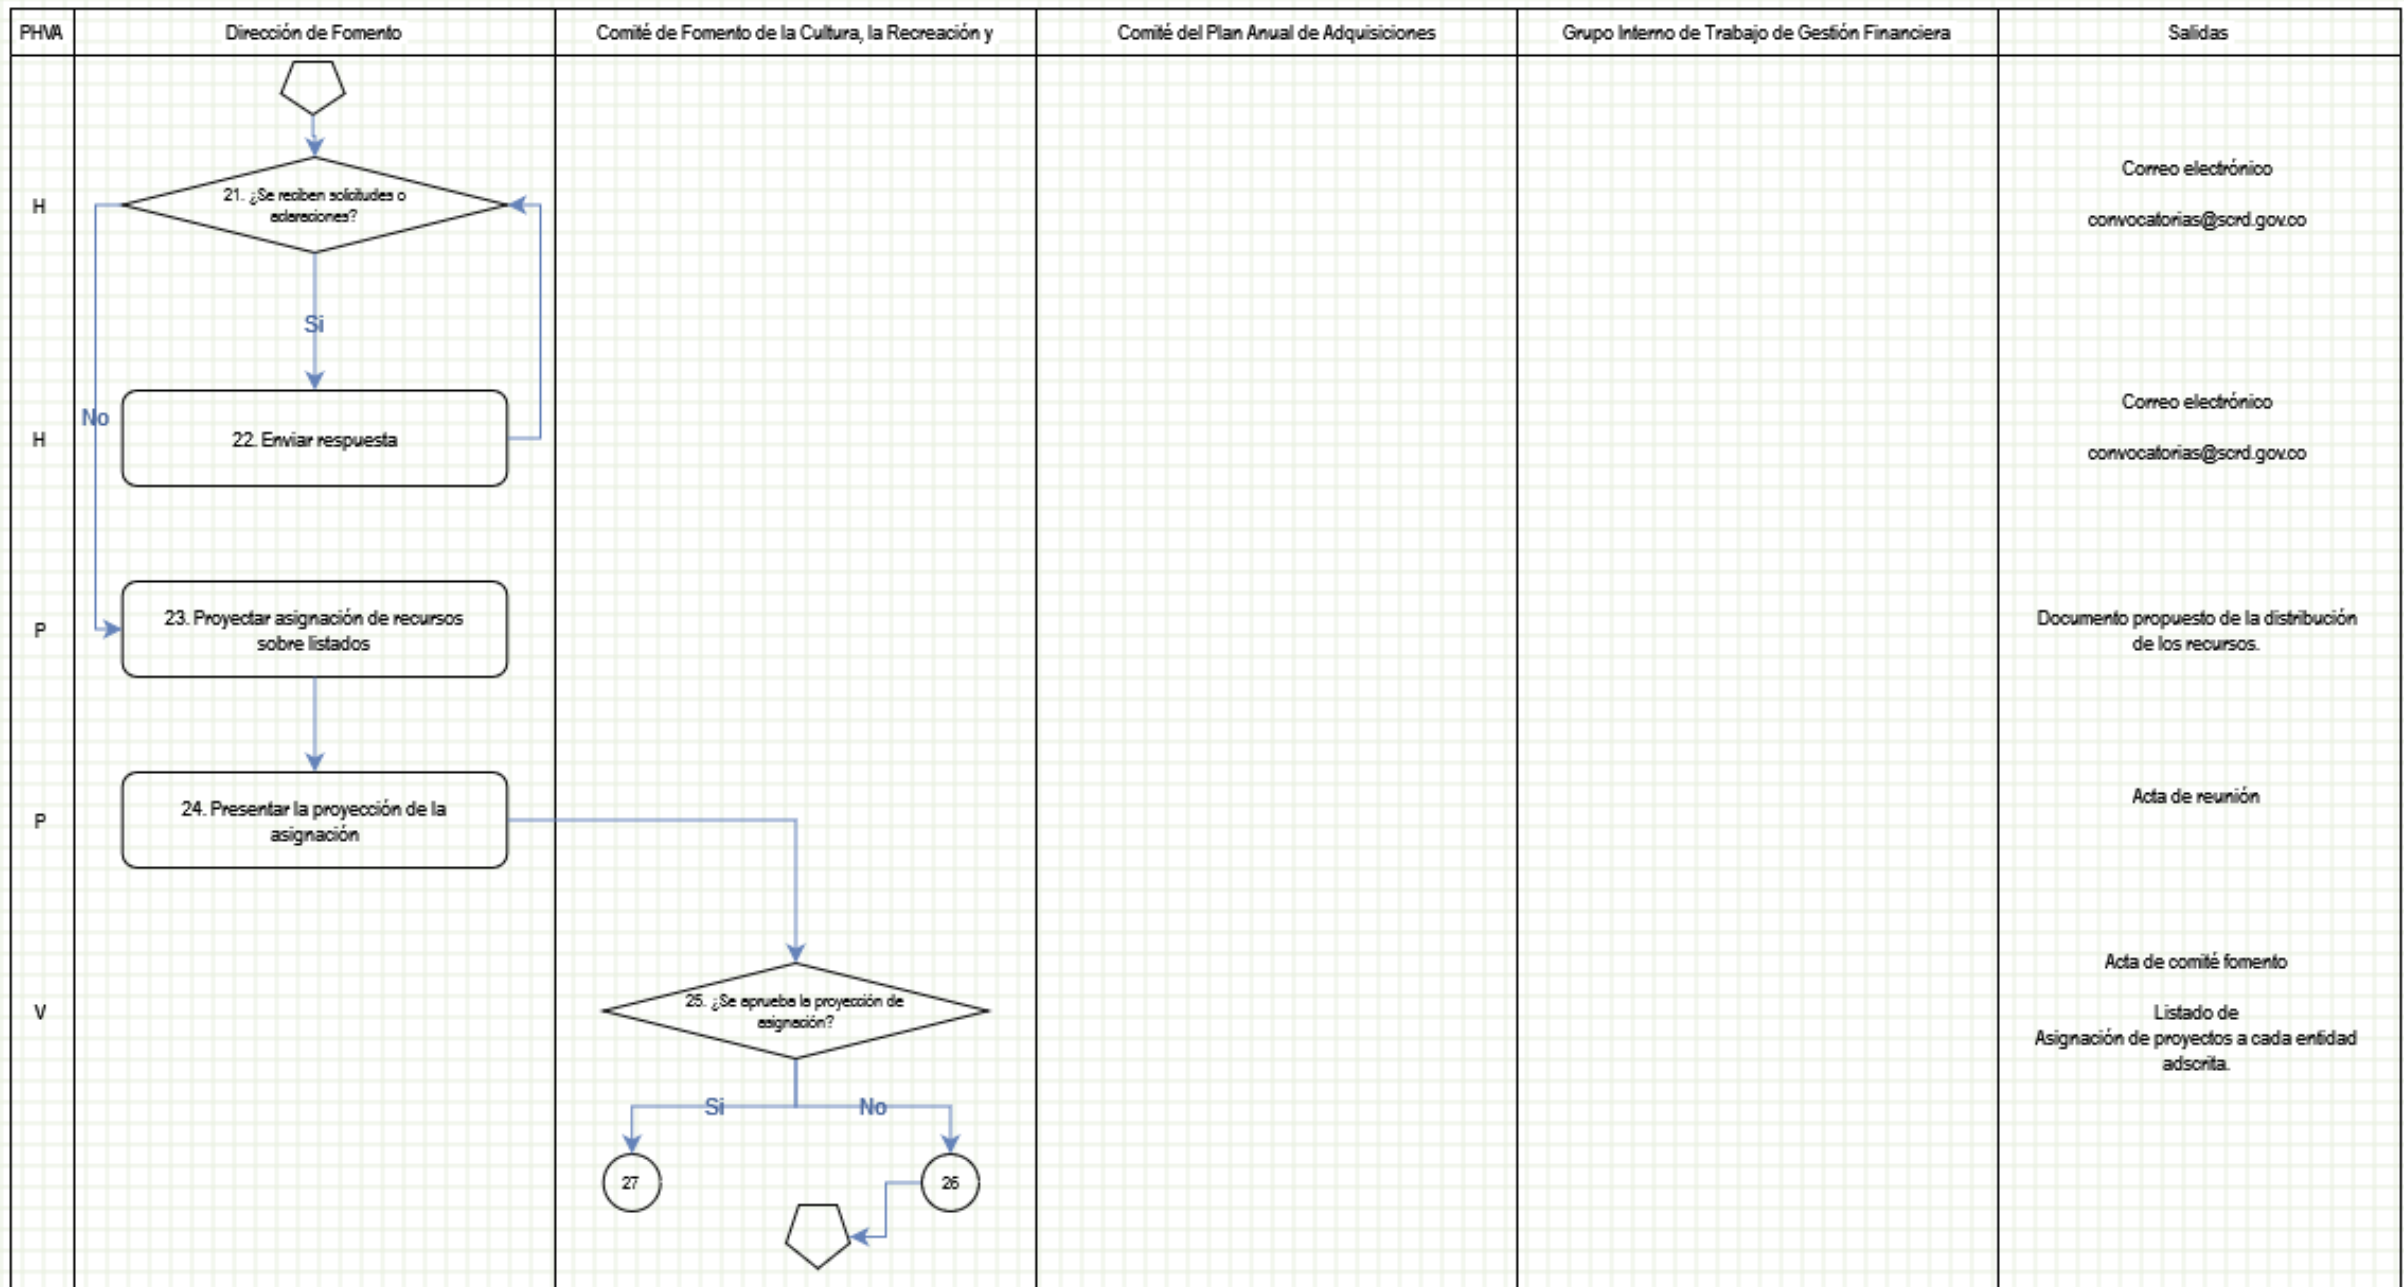 PHVA
Dirección de Fomento
Comité de Fomento de la Cultura, la Recreación y
Comité del Plan Anual de Adquisiciones
Grupo Interno de Trabajo de Gestión Financiera
Salidas
H
21. ¿Se reciben solicitudes o
aclaraciones?
Correo electrónico
convocatorias@scrd.gov.co
Si
No
H
22. Enviar respuesta
Correo electrónico
convocatorias@scrd.gov.co
P
23. Proyectar asignación de recursos
sobre listados
Documento propuesto de la distribución
de los recursos.
P
24. Presentar la proyección de la
asignación
Acta de reunión
V
25. ¿Se aprueba la proyección de
asignación?
Acta de comité fomento
Listado de
Asignación de proyectos a cada entidad
adscrita.
Si
No
27
26